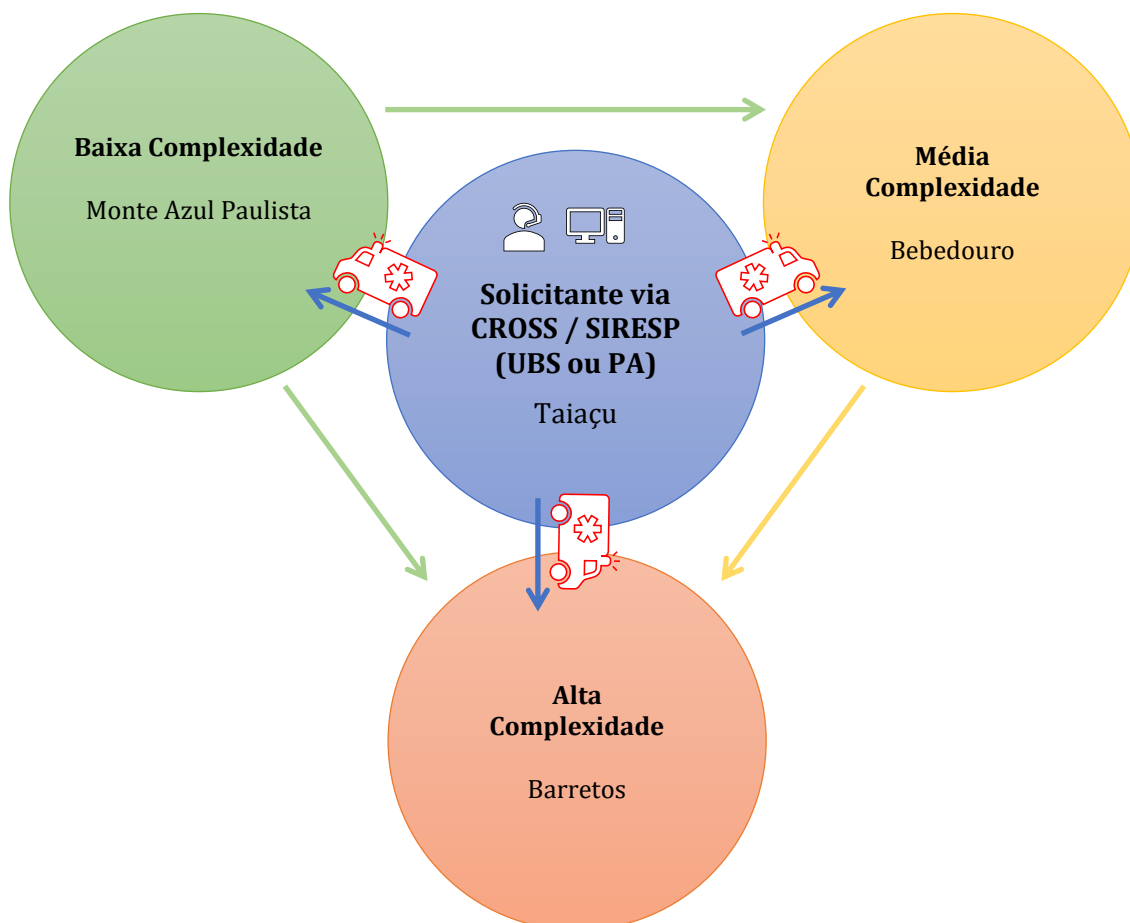 Baixa Complexidade
Monte Azul Paulista
Média
Complexidade
Bebedouro
Solicitante via
CROSS / SIRESP
(UBS ou PA)
Taiaçu
Alta
Complexidade
Barretos